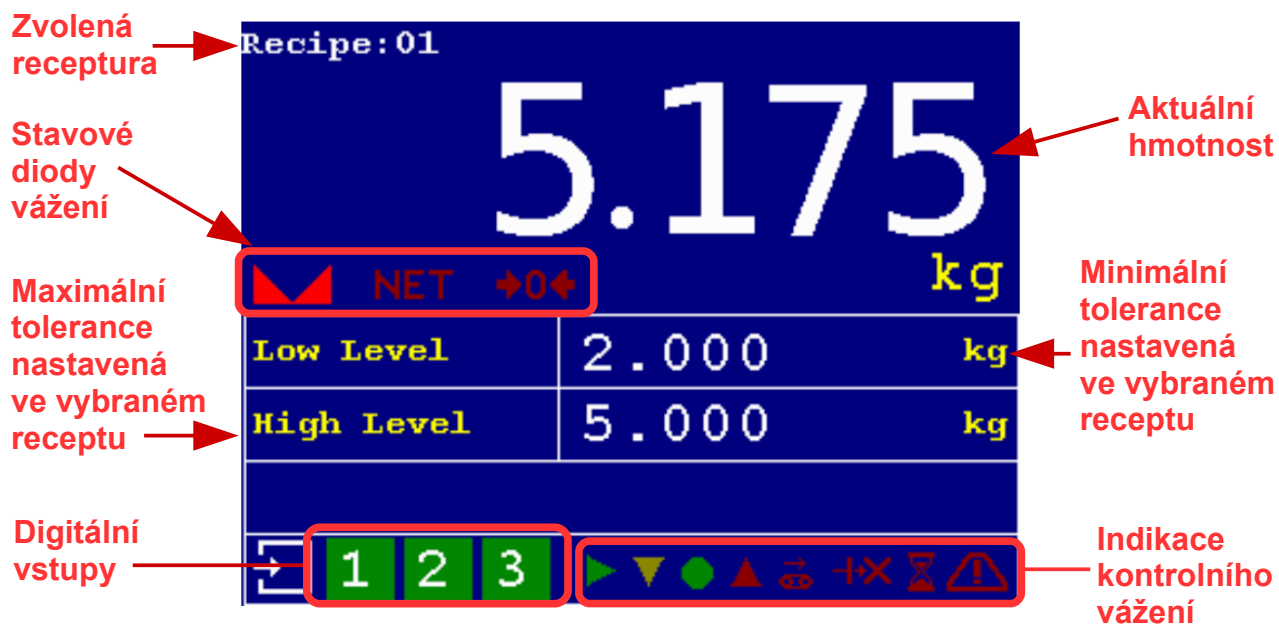 Zvolená
receptura
Recipe:01
5.175
kg
Aktuální
hmotnost
Stavové
diody
vážení
NET
→0←
Maximální
tolerance
nastavená
ve vybraném
receptu
Low Level 2.000 kg
High Level 5.000 kg
Minimální
tolerance
nastavená
ve vybraném
receptu
Digitální
vstupy
1 2 3
Indikace
kontrolního
vážení